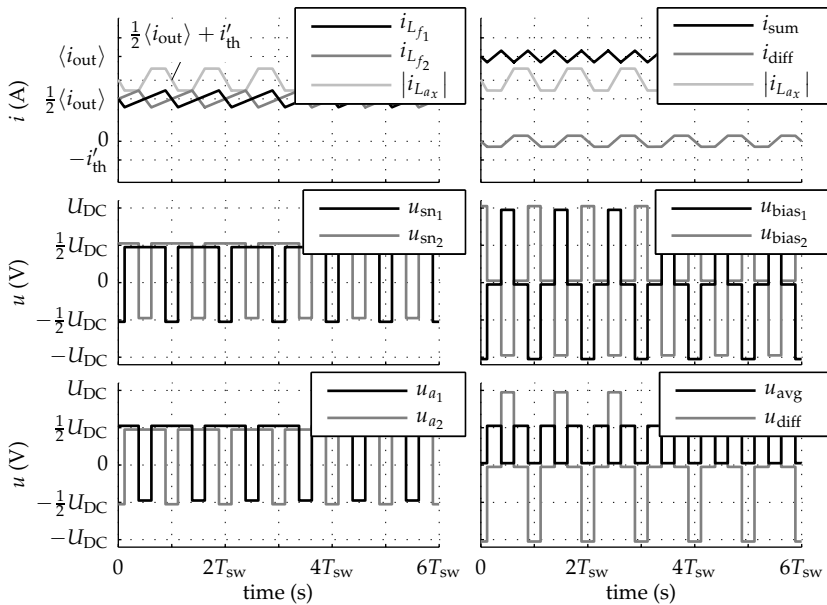 i (A)
⟨i_out⟩
½⟨i_out⟩
0
−i′_th
½⟨i_out⟩ + i′_th
i_Lf1
i_Lf2
|i_Lax|
i_sum
i_diff
|i_Lax|
u (V)
U_DC
½U_DC
0
−½U_DC
−U_DC
u_sn1
u_sn2
u_bias1
u_bias2
u (V)
U_DC
½U_DC
0
−½U_DC
−U_DC
u_a1
u_a2
u_avg
u_diff
0 2T_sw 4T_sw 6T_sw
time (s)
0 2T_sw 4T_sw 6T_sw
time (s)